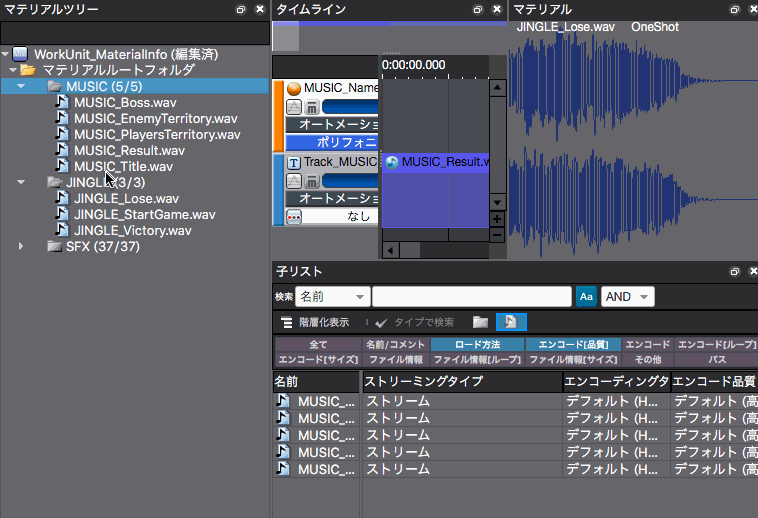 マテリアルツリー
WorkUnit_MaterialInfo (編集済)
マテリアルルートフォルダ
MUSIC (5/5)
MUSIC_Boss.wav
MUSIC_EnemyTerritory.wav
MUSIC_PlayersTerritory.wav
MUSIC_Result.wav
MUSIC_Title.wav
JINGLE (3/3)
JINGLE_Lose.wav
JINGLE_StartGame.wav
JINGLE_Victory.wav
SFX (37/37)
タイムライン
0:00:00.000
MUSIC_Name
オートメーショ
ポリフォニ
Track_MUSIC
MUSIC_Result.w
オートメーショ
なし
マテリアル
JINGLE_Lose.wav OneShot
子リスト
検索 名前 Aa AND
階層化表示 タイプで検索
全て 名前/コメント ロード方法 エンコード[品質] エンコード エンコード[ループ]
エンコード[サイズ] ファイル情報 ファイル情報[ループ] ファイル情報[サイズ] その他 パス
名前 ストリーミングタイプ エンコーディングタ エンコード品質
MUSIC_... ストリーム デフォルト (H... デフォルト (高
MUSIC_... ストリーム デフォルト (H... デフォルト (高
MUSIC_... ストリーム デフォルト (H... デフォルト (高
MUSIC_... ストリーム デフォルト (H... デフォルト (高
MUSIC_... ストリーム デフォルト (H... デフォルト (高